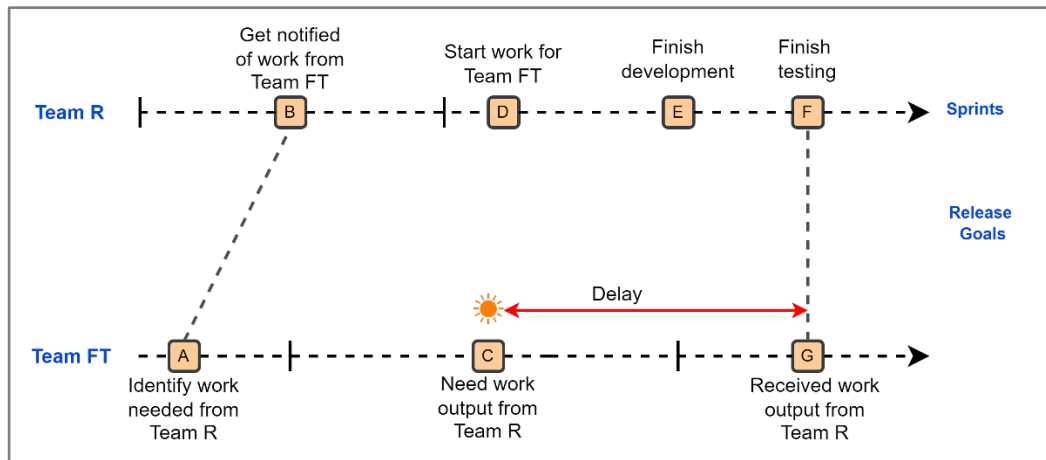 Get notified
of work from
Team FT
Start work for
Team FT
Finish
development
Finish
testing
Team R
B
D
E
F
Sprints
Release
Goals
Delay
Team FT
A
C
G
Identify work
needed from
Team R
Need work
output from
Team R
Received work
output from
Team R